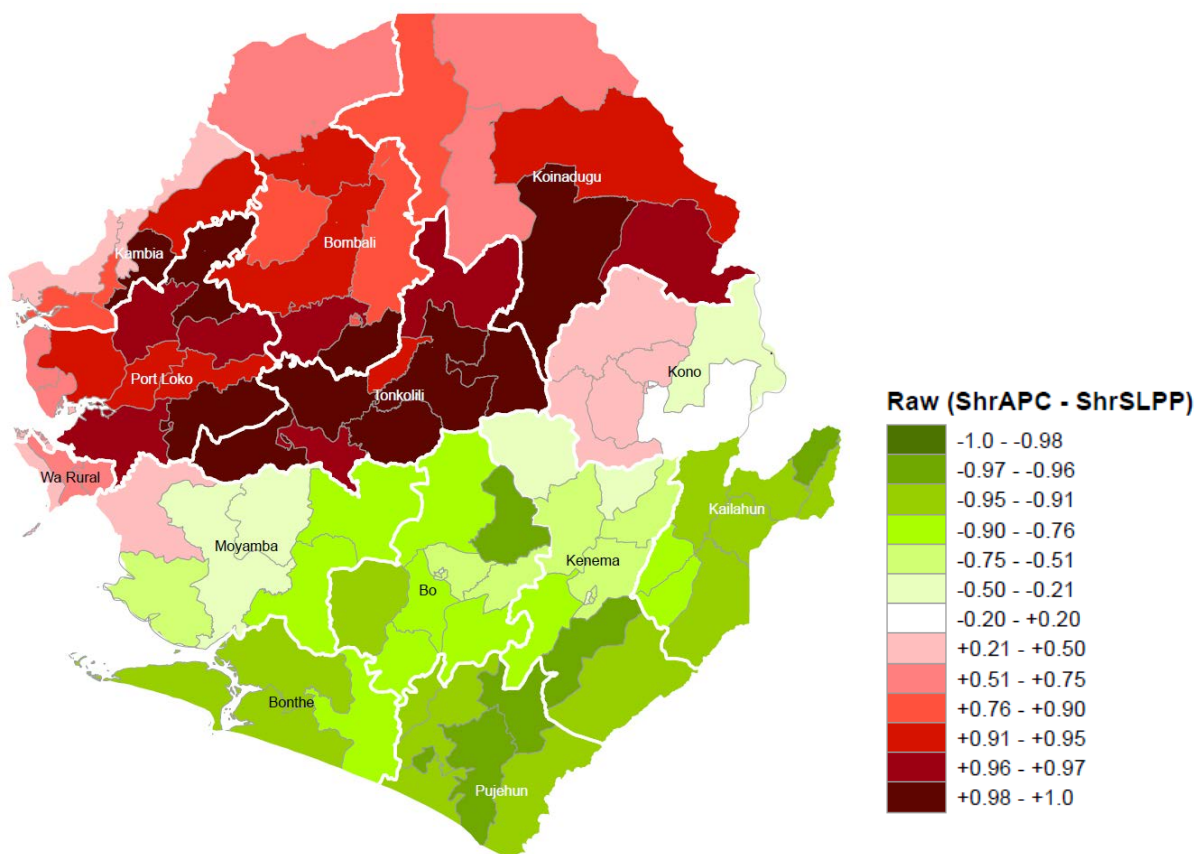 Koinadugu
Kambia
Bombali
Port Loko
Tonkolili
Kono
Wa Rural
Moyamba
Kailahun
Kenema
Bo
Bonthe
Pujehun
Raw (ShrAPC - ShrSLPP)
-1.0 - -0.98
-0.97 - -0.96
-0.95 - -0.91
-0.90 - -0.76
-0.75 - -0.51
-0.50 - -0.21
-0.20 - +0.20
+0.21 - +0.50
+0.51 - +0.75
+0.76 - +0.90
+0.91 - +0.95
+0.96 - +0.97
+0.98 - +1.0